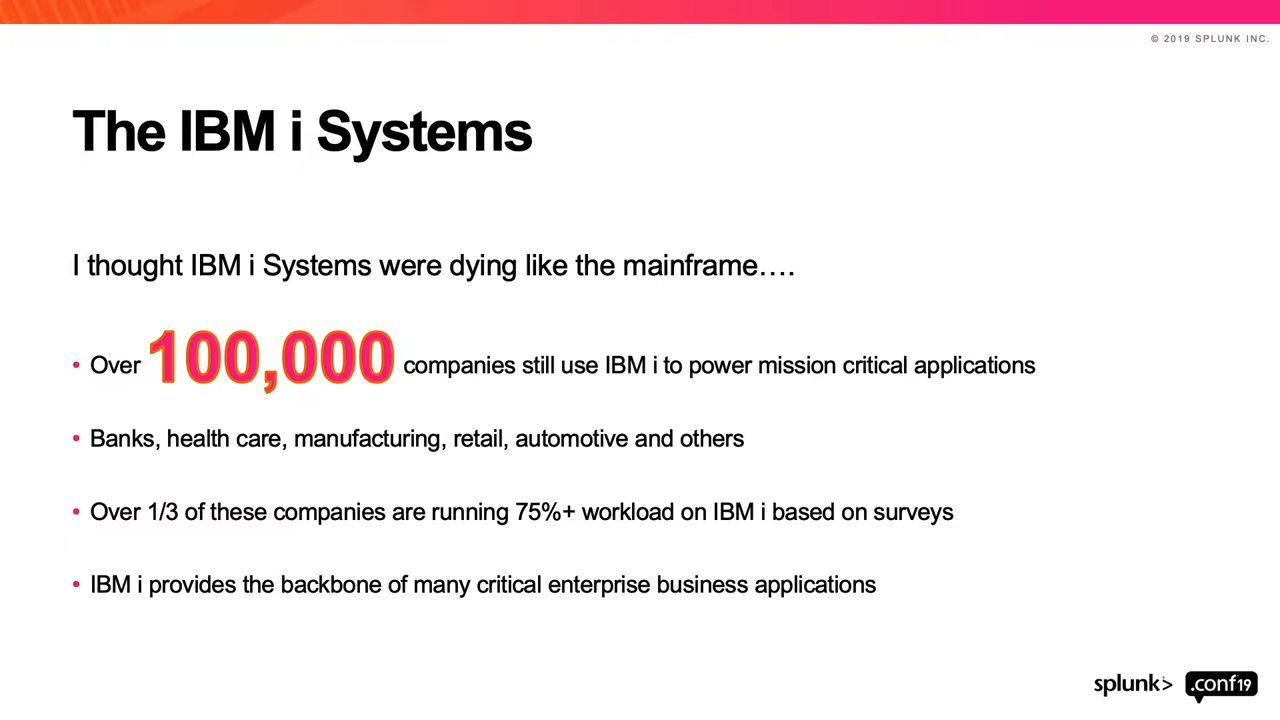 © 2019 SPLUNK INC.
The IBM i Systems
I thought IBM i Systems were dying like the mainframe….
• Over 100,000 companies still use IBM i to power mission critical applications
• Banks, health care, manufacturing, retail, automotive and others
• Over 1/3 of these companies are running 75%+ workload on IBM i based on surveys
• IBM i provides the backbone of many critical enterprise business applications
splunk> .conf19